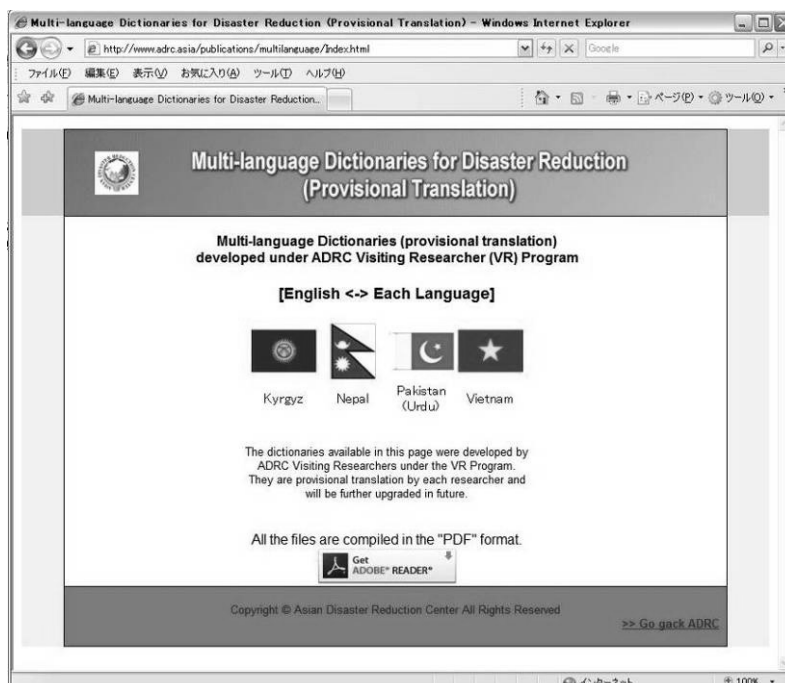 Multi-language Dictionaries for Disaster Reduction (Provisional Translation) - Windows Internet Explorer
http://www.adrc.asia/publications/multilanguage/Index.html
Google
ファイル(F) 編集(E) 表示(V) お気に入り(A) ツール(T) ヘルプ(H)
Multi-language Dictionaries for Disaster Reduction...
ページ(P) ツール(O)
Multi-language Dictionaries for Disaster Reduction
(Provisional Translation)
Multi-language Dictionaries (provisional translation)
developed under ADRC Visiting Researcher (VR) Program
[English <-> Each Language]
Kyrgyz Nepal Pakistan (Urdu) Vietnam
The dictionaries available in this page were developed by
ADRC Visiting Researchers under the VR Program.
They are provisional translation by each researcher and
will be further upgraded in future.
All the files are compiled in the "PDF" format.
Get
ADOBE® READER®
Copyright © Asian Disaster Reduction Center All Rights Reserved
>> Go gack ADRC
インターネット 100%